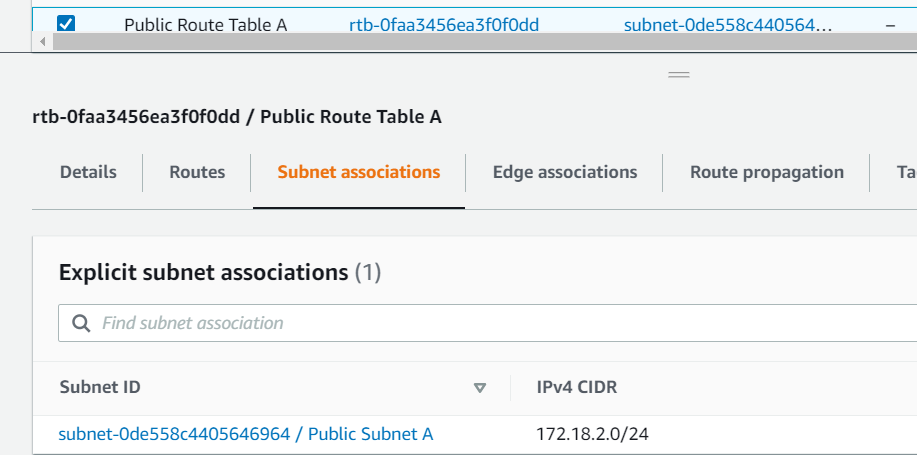 Public Route Table A rtb-0faa3456ea3f0f0dd subnet-0de558c440564... –
rtb-0faa3456ea3f0f0dd / Public Route Table A
Details Routes Subnet associations Edge associations Route propagation Ta
Explicit subnet associations (1)
Find subnet association
Subnet ID IPv4 CIDR
subnet-0de558c4405646964 / Public Subnet A 172.18.2.0/24